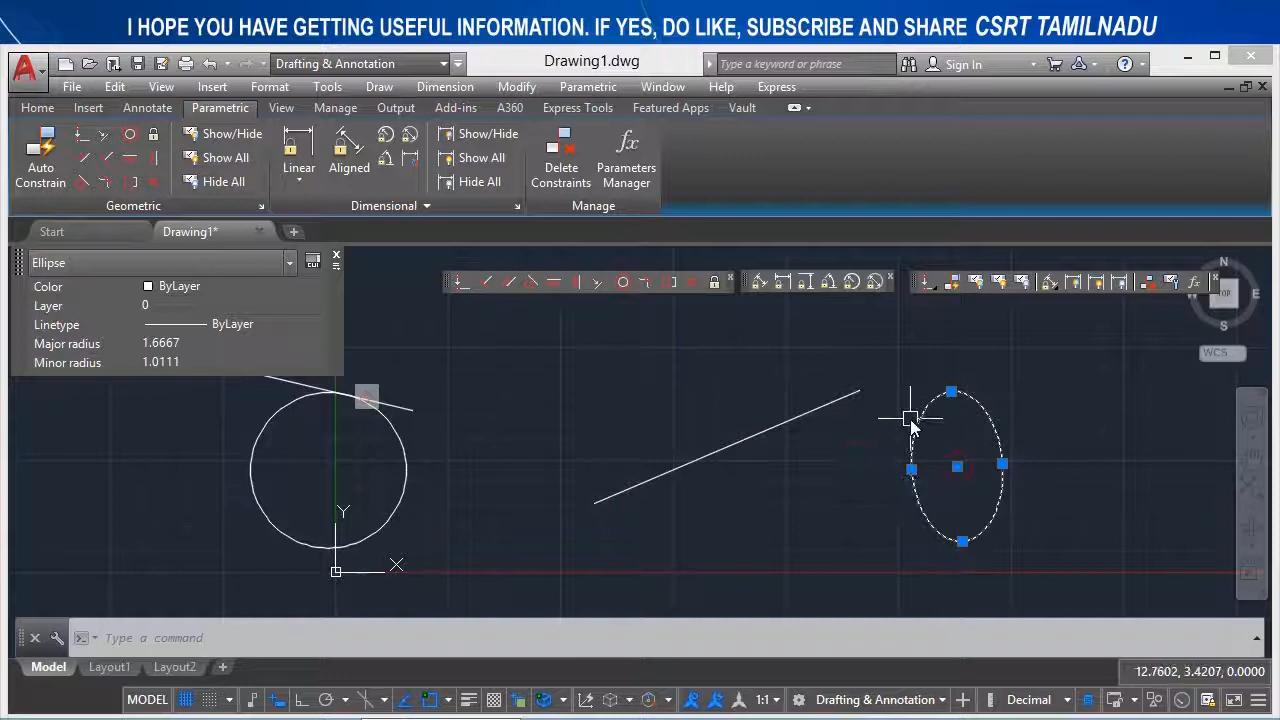 I HOPE YOU HAVE GETTING USEFUL INFORMATION. IF YES, DO LIKE, SUBSCRIBE AND SHARE CSRT TAMILNADU
A
Drafting & Annotation
Drawing1.dwg
Type a keyword or phrase
Sign In
File Edit View Insert Format Tools Draw Dimension Modify Parametric Window Help Express
Home Insert Annotate Parametric View Manage Output Add-ins A360 Express Tools Featured Apps Vault
Auto Constrain
Show/Hide
Show All
Hide All
Geometric
Linear
Aligned
Show/Hide
Show All
Hide All
Dimensional
Delete Constraints
fx
Parameters Manager
Manage
Start
Drawing1*
Ellipse
Color ByLayer
Layer 0
Linetype ByLayer
Major radius 1.6667
Minor radius 1.0111
fx
N
W TOP E
S
WCS
Y
X
Type a command
Model Layout1 Layout2
12.7602, 3.4207, 0.0000
MODEL
1:1
Drafting & Annotation
Decimal